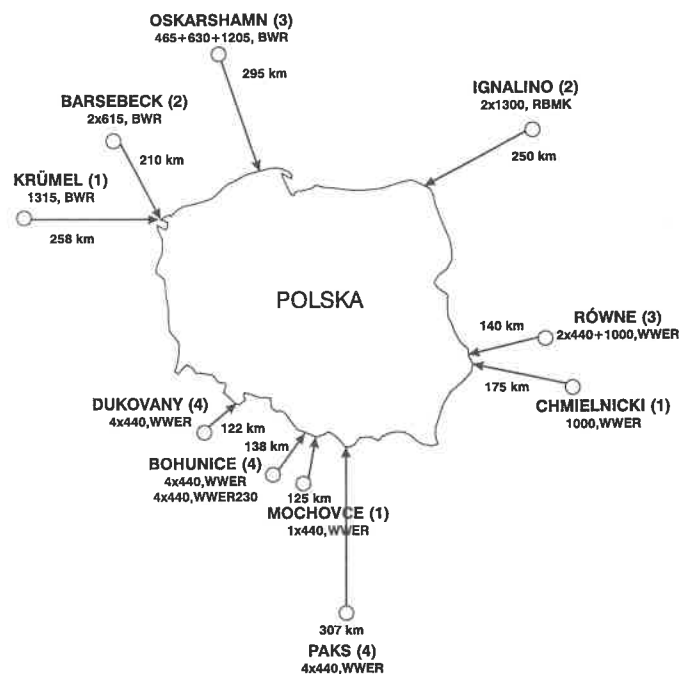 OSKARSHAMN (3)
465+630+1205, BWR
295 km
IGNALINO (2)
2x1300, RBMK
250 km
BARSEBECK (2)
2x615, BWR
210 km
KRÜMEL (1)
1315, BWR
258 km
POLSKA
RÓWNE (3)
2x440+1000,WWER
140 km
CHMIELNICKI (1)
1000,WWER
175 km
DUKOVANY (4)
4x440,WWER
122 km
138 km
BOHUNICE (4)
4x440,WWER
4x440,WWER230
125 km
MOCHOVCE (1)
1x440,WWER
307 km
PAKS (4)
4x440,WWER